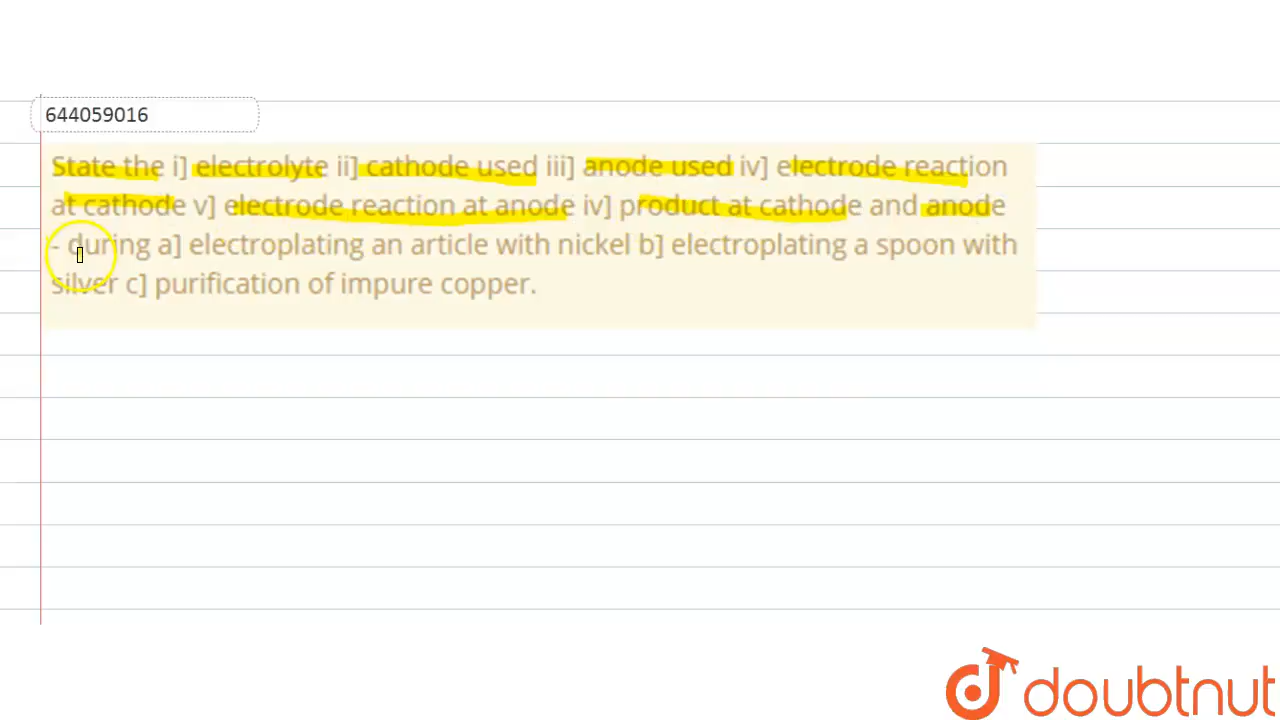 644059016
State the i] electrolyte ii] cathode used iii] anode used iv] electrode reaction
at cathode v] electrode reaction at anode iv] product at cathode and anode
- during a] electroplating an article with nickel b] electroplating a spoon with
silver c] purification of impure copper.
doubtnut